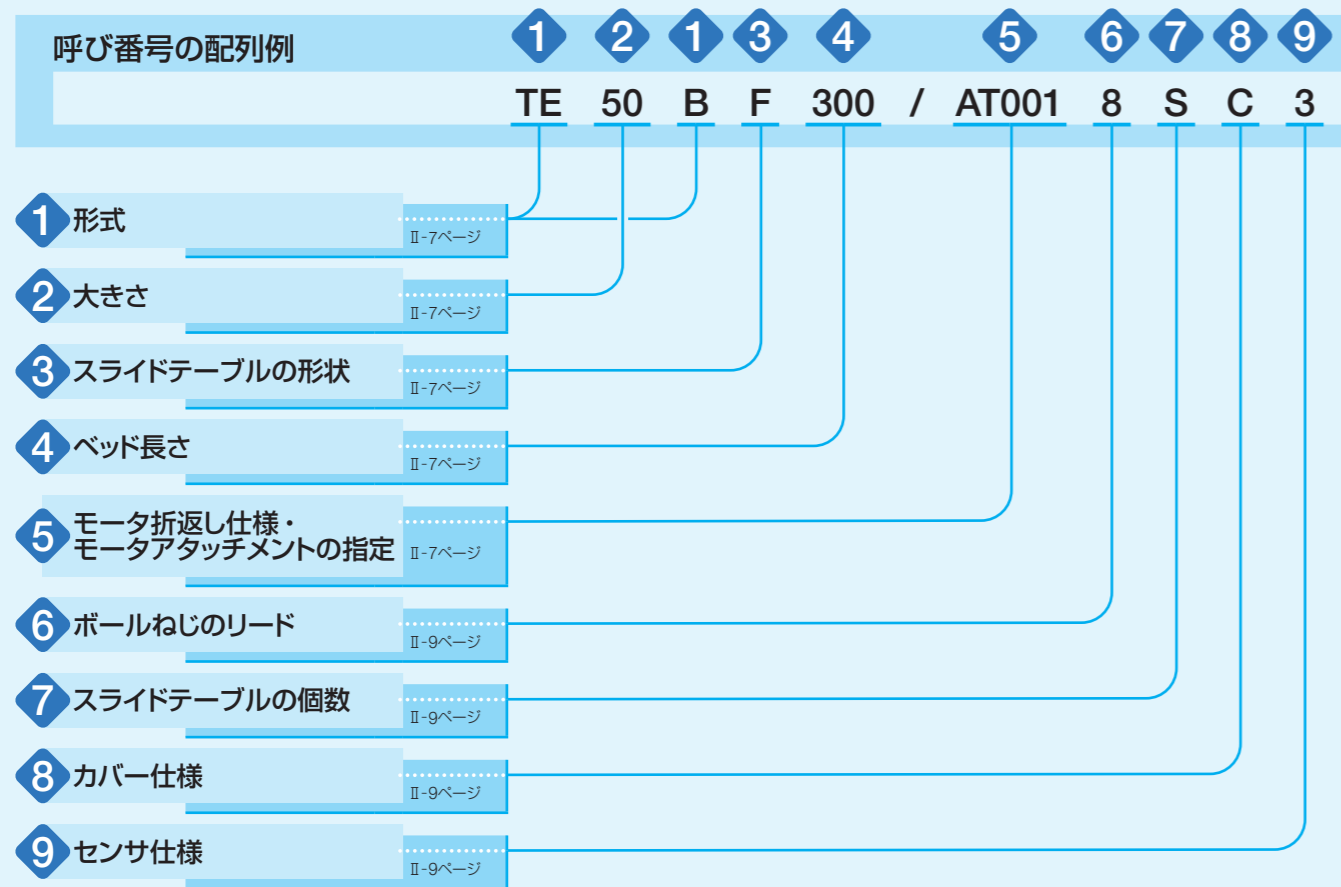 呼び番号の配列例
1 2 1 3 4 5 6 7 8 9
TE 50 B F 300 / AT001 8 S C 3
1 形式 Ⅱ-7ページ
2 大きさ Ⅱ-7ページ
3 スライドテーブルの形状 Ⅱ-7ページ
4 ベッド長さ Ⅱ-7ページ
5 モータ折返し仕様・
モータアタッチメントの指定 Ⅱ-7ページ
6 ボールねじのリード Ⅱ-9ページ
7 スライドテーブルの個数 Ⅱ-9ページ
8 カバー仕様 Ⅱ-9ページ
9 センサ仕様 Ⅱ-9ページ